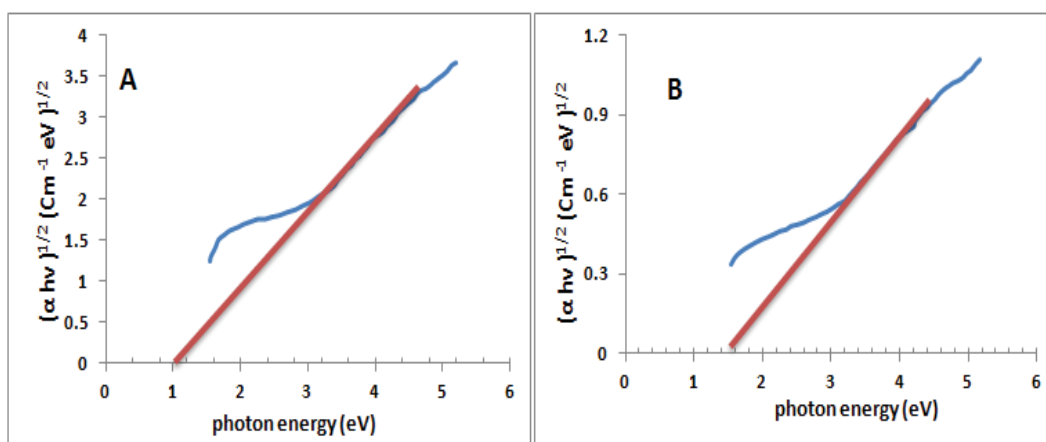 A
(α hν )1/2 (Cm-1 eV )1/2
4
3.5
3
2.5
2
1.5
1
0.5
0
0 1 2 3 4 5 6
photon energy (eV)
B
(α hν )1/2 (Cm-1 eV )1/2
1.2
0.9
0.6
0.3
0
0 1 2 3 4 5 6
photon energy (eV)